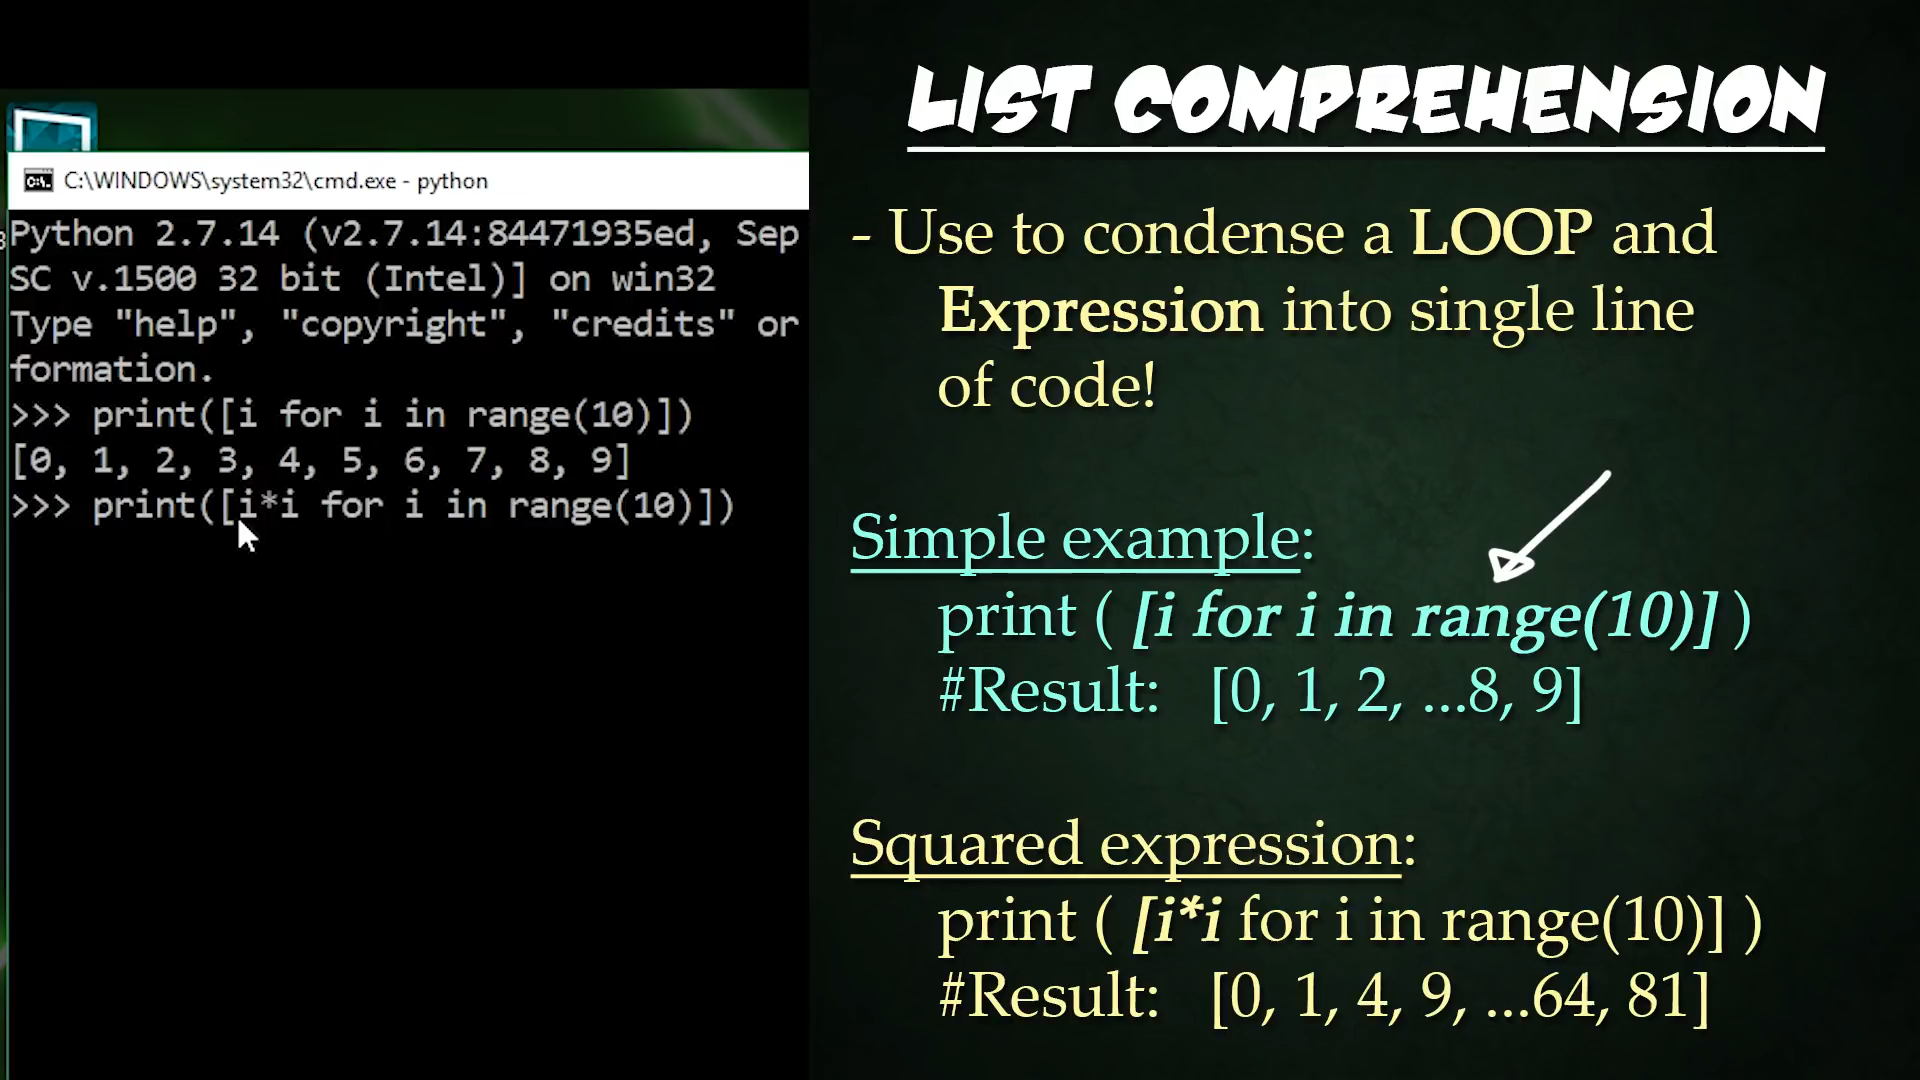 C:\WINDOWS\system32\cmd.exe - python
Python 2.7.14 (v2.7.14:84471935ed, Sep
SC v.1500 32 bit (Intel)] on win32
Type "help", "copyright", "credits" or
formation.
>>> print([i for i in range(10)])
[0, 1, 2, 3, 4, 5, 6, 7, 8, 9]
>>> print([i*i for i in range(10)])
LIST COMPREHENSION
- Use to condense a LOOP and
Expression into single line
of code!
Simple example:
print ( [i for i in range(10)] )
#Result: [0, 1, 2, ...8, 9]
Squared expression:
print ( [i*i for i in range(10)] )
#Result: [0, 1, 4, 9, ...64, 81]